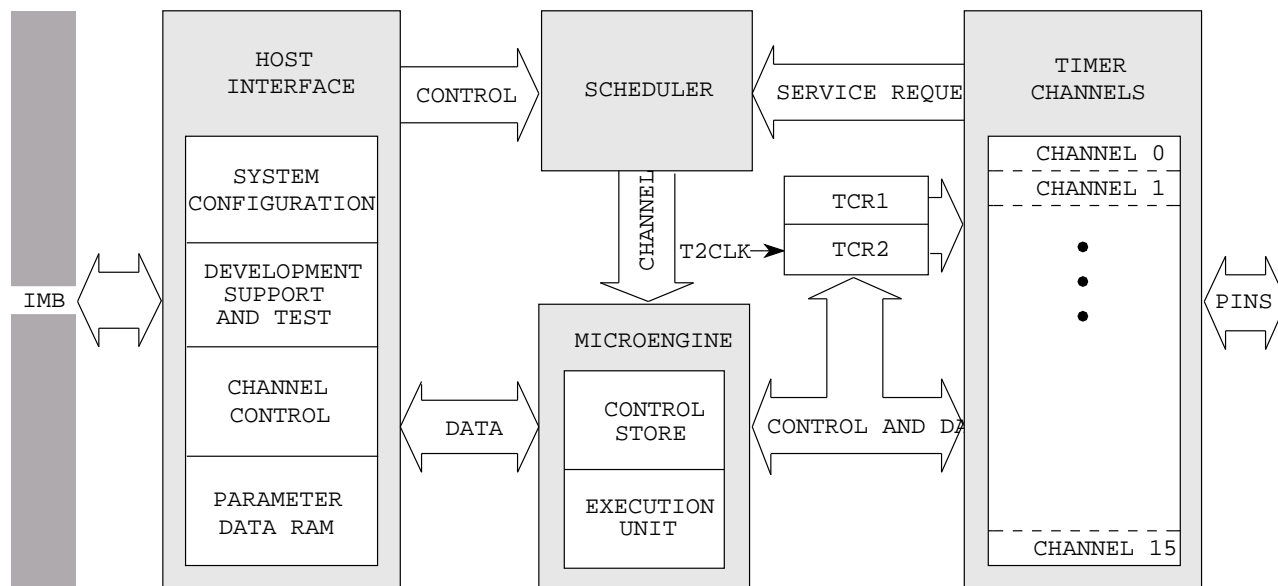 HOST
INTERFACE
SYSTEM
CONFIGURATION
DEVELOPMENT
SUPPORT
AND TEST
CHANNEL
CONTROL
PARAMETER
DATA RAM
IMB
CONTROL
SCHEDULER
SERVICE REQUE
CHANNEL
T2CLK
TCR1
TCR2
DATA
MICROENGINE
CONTROL
STORE
EXECUTION
UNIT
CONTROL AND DA
TIMER
CHANNELS
CHANNEL 0
CHANNEL 1
CHANNEL 15
PINS